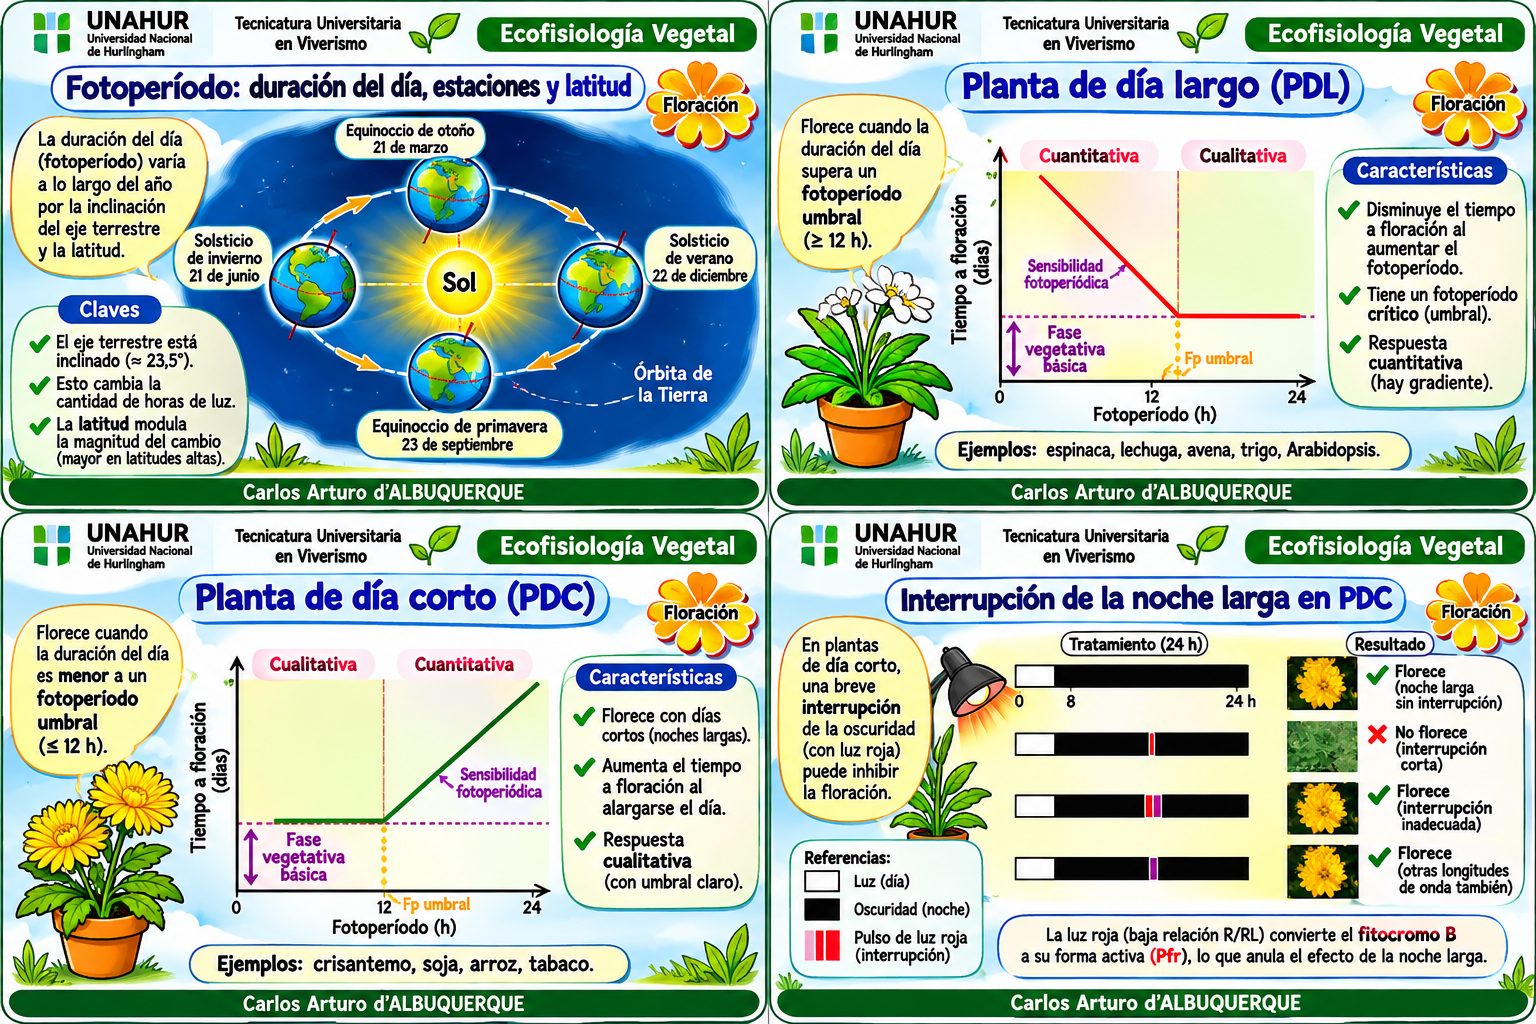 UNAHUR
Universidad Nacional
de Hurlingham
Tecnicatura Universitaria
en Viverismo
Ecofisiología Vegetal
Fotoperíodo: duración del día, estaciones y latitud
Floración
La duración del día
(fotoperíodo) varía
a lo largo del año
por la inclinación
del eje terrestre
y la latitud.
Equinoccio de otoño
21 de marzo
Solsticio
de invierno
21 de junio
Sol
Solsticio
de verano
22 de diciembre
Claves
El eje terrestre está
inclinado (≈ 23,5°).
Esto cambia la
cantidad de horas de luz.
La latitud modula
la magnitud del cambio
(mayor en latitudes altas).
Órbita de
la Tierra
Equinoccio de primavera
23 de septiembre
Carlos Arturo d'ALBUQUERQUE
UNAHUR
Universidad Nacional
de Hurlingham
Tecnicatura Universitaria
en Viverismo
Ecofisiología Vegetal
Planta de día largo (PDL)
Floración
Florece cuando la
duración del día
supera un
fotoperíodo
umbral
(≥ 12 h).
Cuantitativa
Cualitativa
Tiempo a floración
(dias)
Sensibilidad
fotoperiódica
Fase
vegetativa
básica
Fp umbral
0
12
24
Fotoperíodo (h)
Características
Disminuye el tiempo
a floración al
aumentar el
fotoperíodo.
Tiene un fotoperíodo
crítico (umbral).
Respuesta
cuantitativa
(hay gradiente).
Ejemplos: espinaca, lechuga, avena, trigo, Arabidopsis.
Carlos Arturo d'ALBUQUERQUE
UNAHUR
Universidad Nacional
de Hurlingham
Tecnicatura Universitaria
en Viverismo
Ecofisiología Vegetal
Planta de día corto (PDC)
Floración
Florece cuando
la duración del día
es menor a un
fotoperíodo
umbral
(≤ 12 h).
Cualitativa
Cuantitativa
Tiempo a floración
(dias)
Sensibilidad
fotoperiódica
Fase
vegetativa
básica
Fp umbral
0
12
24
Fotoperíodo (h)
Características
Florece con días
cortos (noches largas).
Aumenta el tiempo
a floración al
alargarse el día.
Respuesta
cualitativa
(con umbral claro).
Ejemplos: crisantemo, soja, arroz, tabaco.
Carlos Arturo d'ALBUQUERQUE
UNAHUR
Universidad Nacional
de Hurlingham
Tecnicatura Universitaria
en Viverismo
Ecofisiología Vegetal
Interrupción de la noche larga en PDC
Floración
En plantas
de día corto,
una breve
interrupción
de la oscuridad
(con luz roja)
puede inhibir
la floración.
Tratamiento (24 h)
Resultado
0
8
24 h
Florece
(noche larga
sin interrupción)
No florece
(interrupción
corta)
Florece
(interrupción
inadecuada)
Florece
(otras longitudes
de onda también)
Referencias:
Luz (día)
Oscuridad (noche)
Pulso de luz roja
(interrupción)
La luz roja (baja relación R/RL) convierte el fitocromo B
a su forma activa (Pfr), lo que anula el efecto de la noche larga.
Carlos Arturo d'ALBUQUERQUE